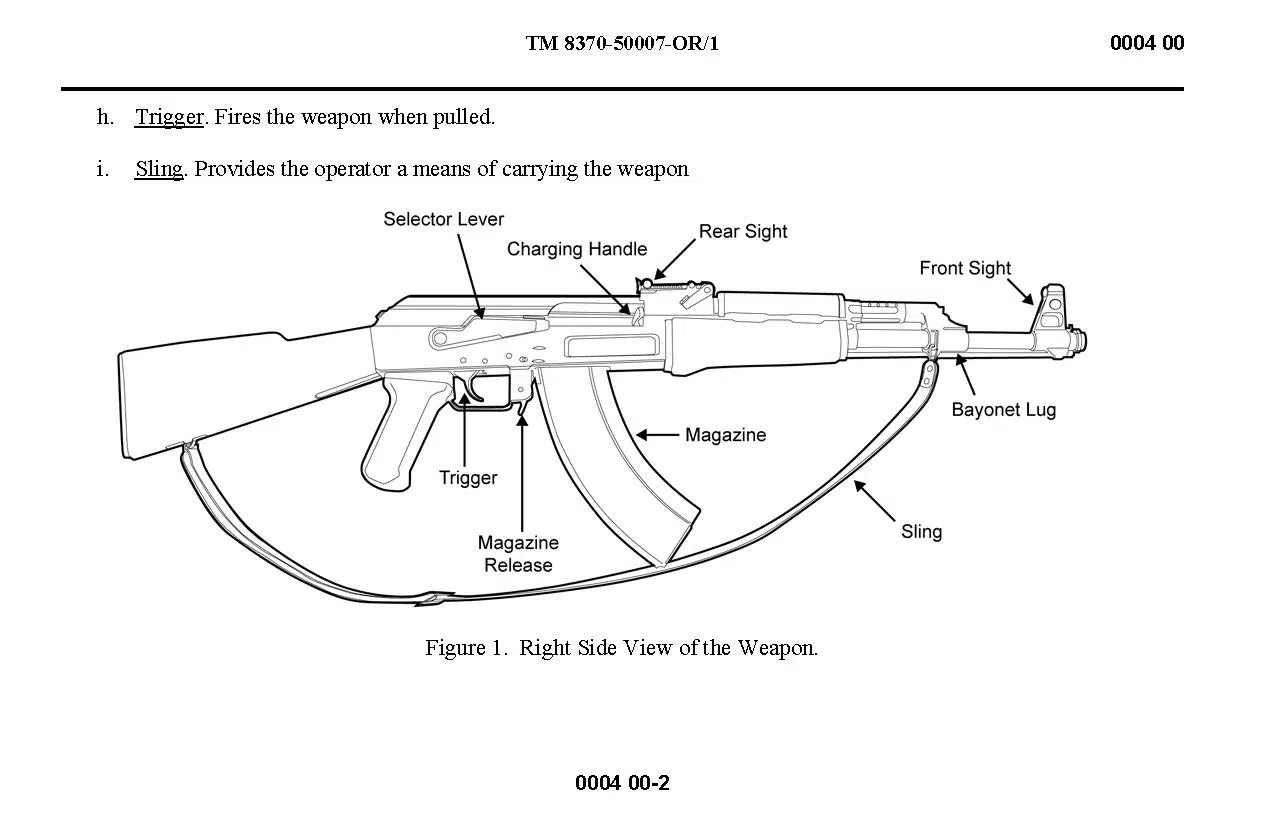 TM 8370-50007-OR/1
0004 00
h. Trigger. Fires the weapon when pulled.
i. Sling. Provides the operator a means of carrying the weapon
Selector Lever
Charging Handle
Rear Sight
Front Sight
Bayonet Lug
Magazine
Trigger
Sling
Magazine
Release
Figure 1. Right Side View of the Weapon.
0004 00-2